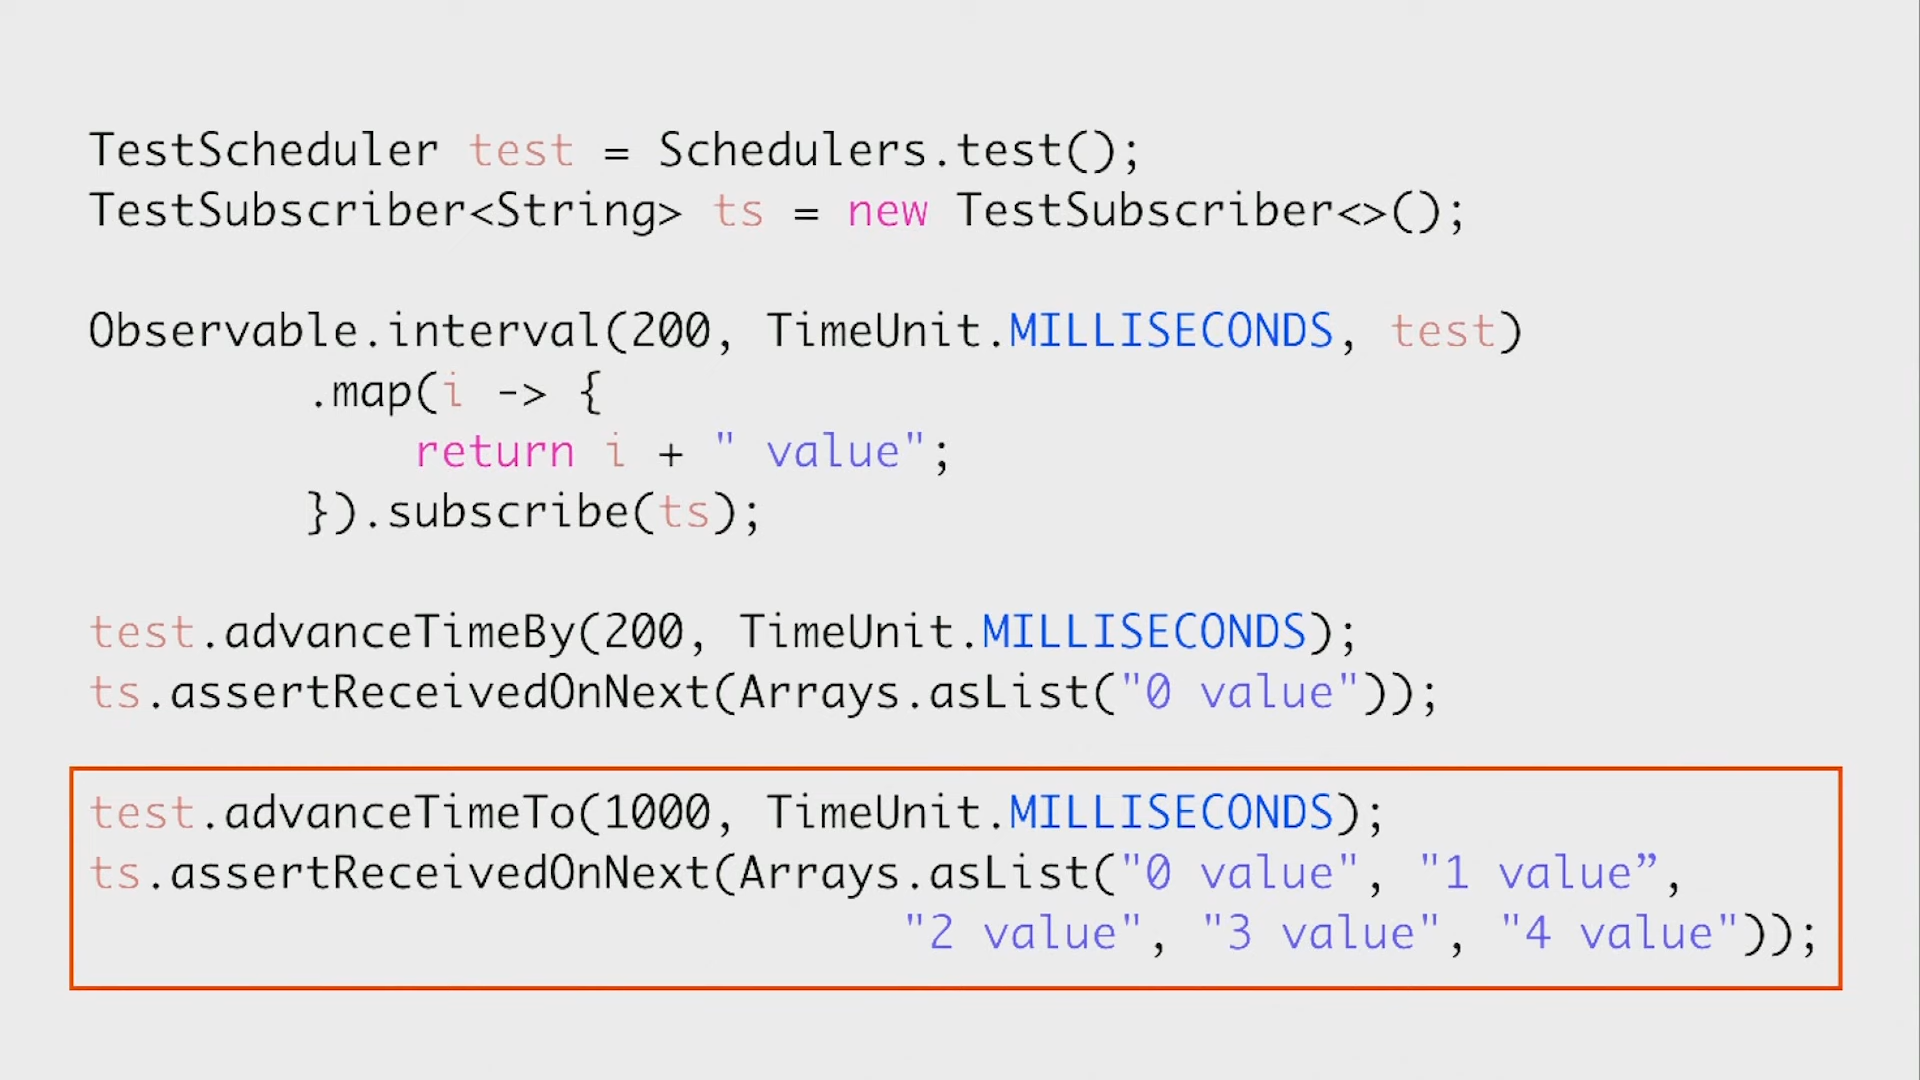 TestScheduler test = Schedulers.test();
TestSubscriber<String> ts = new TestSubscriber<>();
Observable.interval(200, TimeUnit.MILLISECONDS, test)
.map(i -> {
return i + " value";
}).subscribe(ts);
test.advanceTimeBy(200, TimeUnit.MILLISECONDS);
ts.assertReceivedOnNext(Arrays.asList("0 value"));
test.advanceTimeTo(1000, TimeUnit.MILLISECONDS);
ts.assertReceivedOnNext(Arrays.asList("0 value", "1 value”,
"2 value", "3 value", "4 value"));